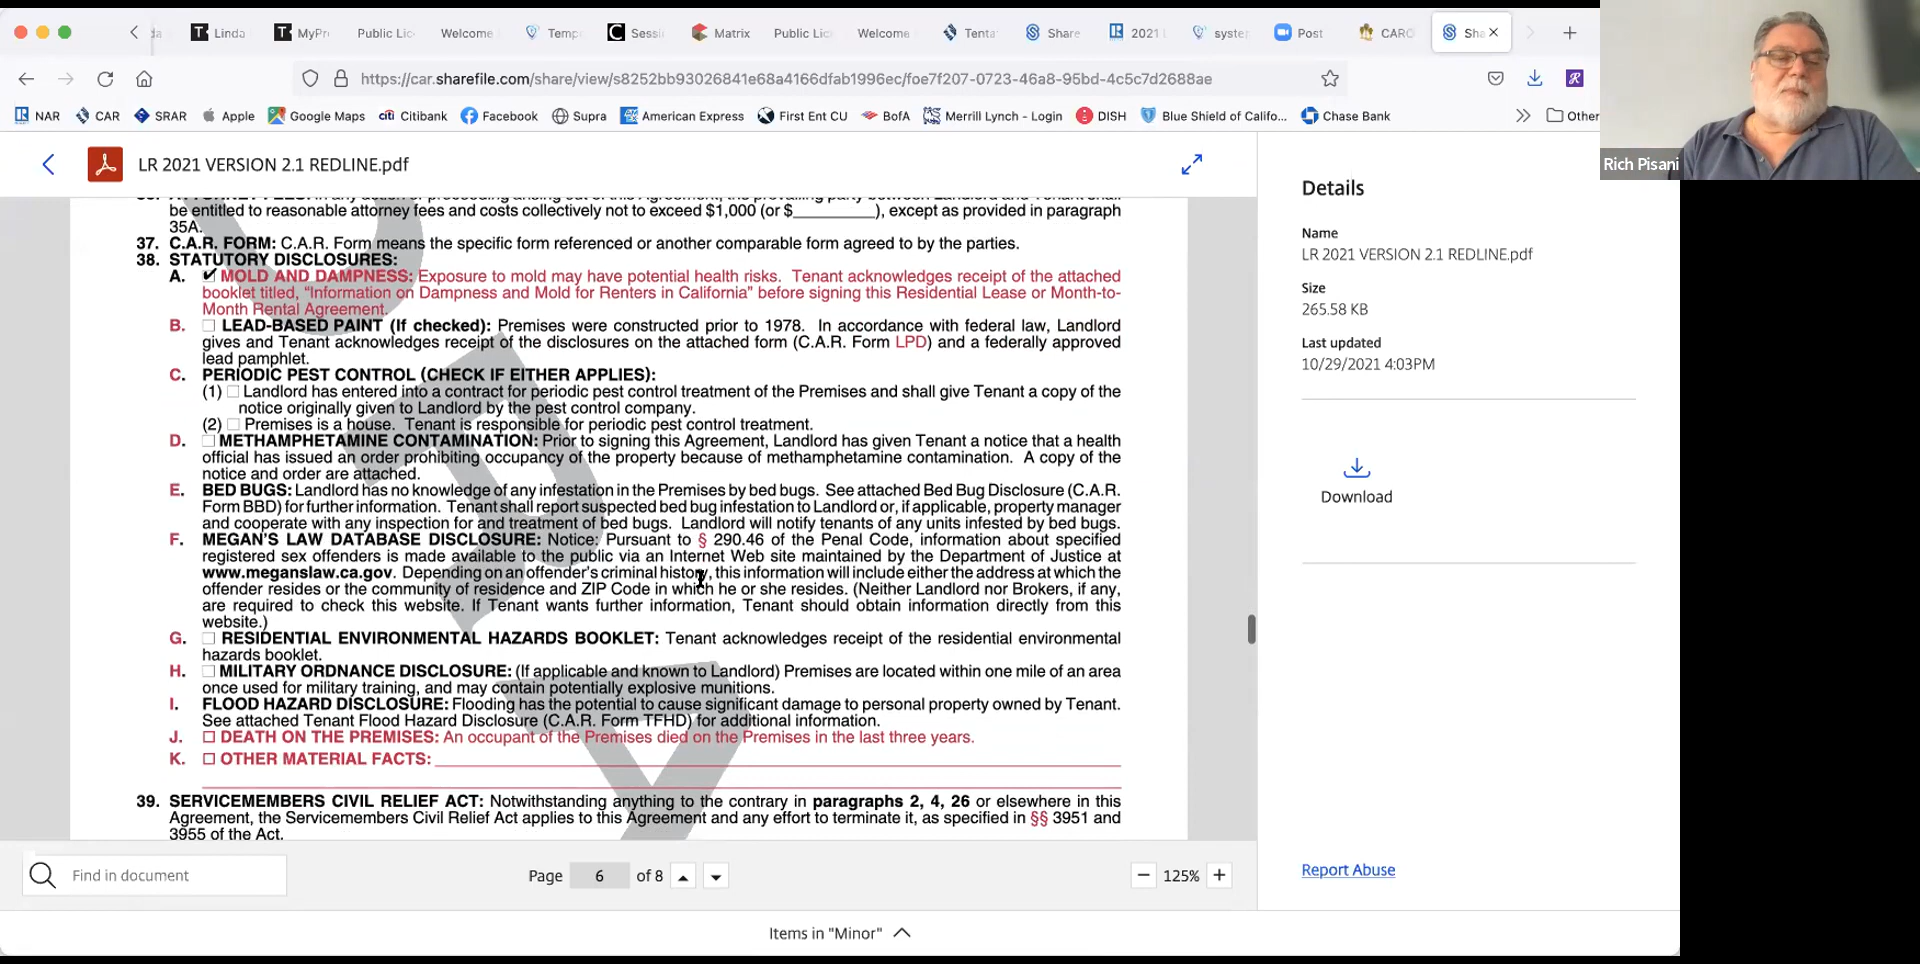 da
Linda
MyPr
Public Lic
Welcome
Temp
Sessi
Matrix
Public Lic
Welcome
Tenta
Share
2021
syste
Post
CARC
Sha
https://car.sharefile.com/share/view/s8252bb93026841e68a4166dfab1996ec/foe7f207-0723-46a8-95bd-4c5c7d2688ae
NAR
CAR
SRAR
Apple
Google Maps
citi Citibank
Facebook
Supra
American Express
First Ent CU
BofA
Merrill Lynch - Login
DISH
Blue Shield of Califo...
Chase Bank
Other
Rich Pisani
LR 2021 VERSION 2.1 REDLINE.pdf
be entitled to reasonable attorney fees and costs collectively not to exceed $1,000 (or $_________), except as provided in paragraph
35A.
37. C.A.R. FORM: C.A.R. Form means the specific form referenced or another comparable form agreed to by the parties.
38. STATUTORY DISCLOSURES:
A. ✔ MOLD AND DAMPNESS: Exposure to mold may have potential health risks. Tenant acknowledges receipt of the attached
booklet titled, “Information on Dampness and Mold for Renters in California” before signing this Residential Lease or Month-to-
Month Rental Agreement.
B. ☐ LEAD-BASED PAINT (If checked): Premises were constructed prior to 1978. In accordance with federal law, Landlord
gives and Tenant acknowledges receipt of the disclosures on the attached form (C.A.R. Form LPD) and a federally approved
lead pamphlet.
C. PERIODIC PEST CONTROL (CHECK IF EITHER APPLIES):
(1) ☐ Landlord has entered into a contract for periodic pest control treatment of the Premises and shall give Tenant a copy of the
notice originally given to Landlord by the pest control company.
(2) ☐ Premises is a house. Tenant is responsible for periodic pest control treatment.
D. ☐ METHAMPHETAMINE CONTAMINATION: Prior to signing this Agreement, Landlord has given Tenant a notice that a health
official has issued an order prohibiting occupancy of the property because of methamphetamine contamination. A copy of the
notice and order are attached.
E. BED BUGS: Landlord has no knowledge of any infestation in the Premises by bed bugs. See attached Bed Bug Disclosure (C.A.R.
Form BBD) for further information. Tenant shall report suspected bed bug infestation to Landlord or, if applicable, property manager
and cooperate with any inspection for and treatment of bed bugs. Landlord will notify tenants of any units infested by bed bugs.
F. MEGAN’S LAW DATABASE DISCLOSURE: Notice: Pursuant to § 290.46 of the Penal Code, information about specified
registered sex offenders is made available to the public via an Internet Web site maintained by the Department of Justice at
www.meganslaw.ca.gov. Depending on an offender’s criminal history, this information will include either the address at which the
offender resides or the community of residence and ZIP Code in which he or she resides. (Neither Landlord nor Brokers, if any,
are required to check this website. If Tenant wants further information, Tenant should obtain information directly from this
website.)
G. ☐ RESIDENTIAL ENVIRONMENTAL HAZARDS BOOKLET: Tenant acknowledges receipt of the residential environmental
hazards booklet.
H. ☐ MILITARY ORDNANCE DISCLOSURE: (If applicable and known to Landlord) Premises are located within one mile of an area
once used for military training, and may contain potentially explosive munitions.
I. FLOOD HAZARD DISCLOSURE: Flooding has the potential to cause significant damage to personal property owned by Tenant.
See attached Tenant Flood Hazard Disclosure (C.A.R. Form TFHD) for additional information.
J. ☐ DEATH ON THE PREMISES: An occupant of the Premises died on the Premises in the last three years.
K. ☐ OTHER MATERIAL FACTS:
39. SERVICEMEMBERS CIVIL RELIEF ACT: Notwithstanding anything to the contrary in paragraphs 2, 4, 26 or elsewhere in this
Agreement, the Servicemembers Civil Relief Act applies to this Agreement and any effort to terminate it, as specified in §§ 3951 and
3955 of the Act.
Details
Name
LR 2021 VERSION 2.1 REDLINE.pdf
Size
265.58 KB
Last updated
10/29/2021 4:03PM
Download
Report Abuse
Find in document
Page 6 of 8
125%
Items in "Minor"